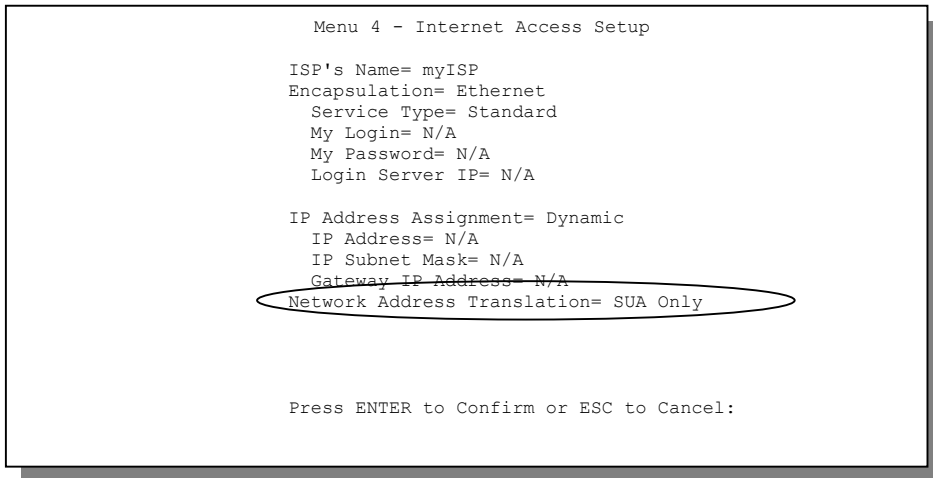 Menu 4 - Internet Access Setup
ISP's Name= myISP
Encapsulation= Ethernet
Service Type= Standard
My Login= N/A
My Password= N/A
Login Server IP= N/A
IP Address Assignment= Dynamic
IP Address= N/A
IP Subnet Mask= N/A
Gateway IP Address= N/A
Network Address Translation= SUA Only
Press ENTER to Confirm or ESC to Cancel: